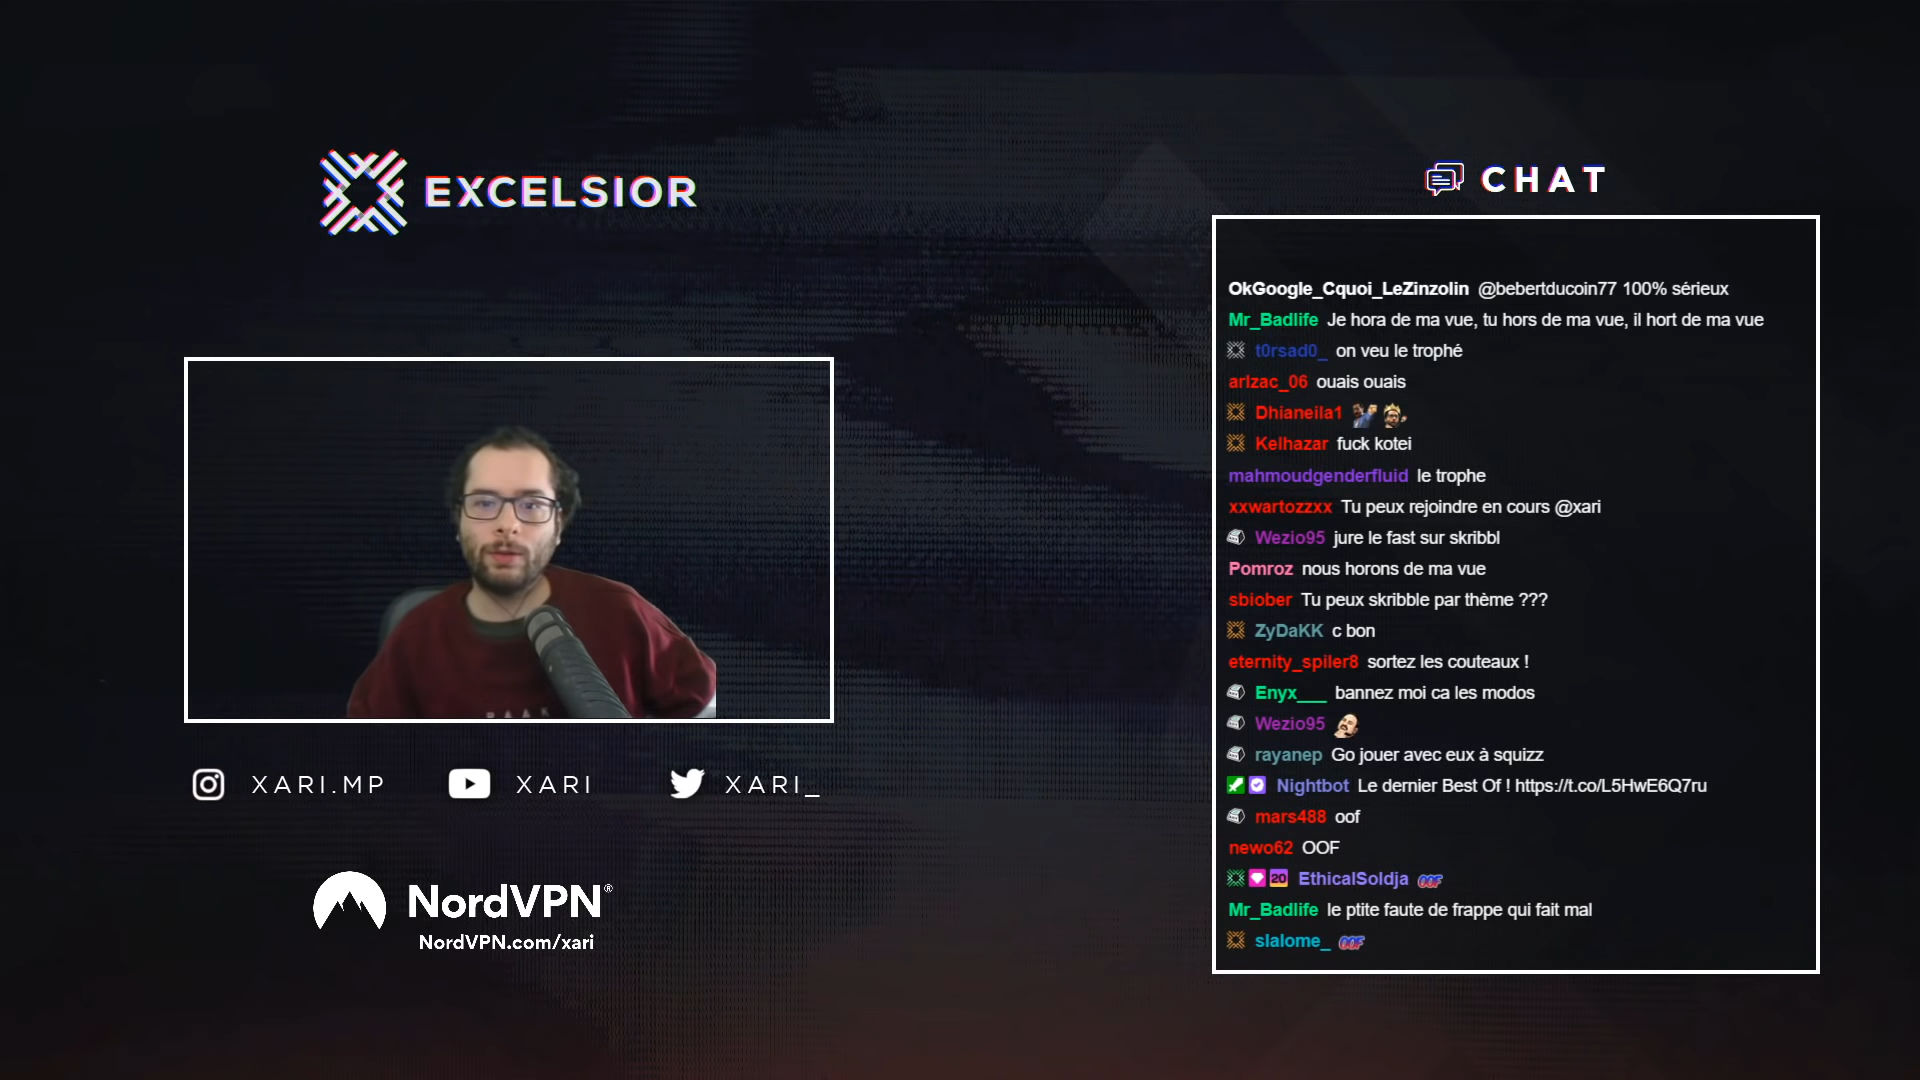 EXCELSIOR
CHAT
OkGoogle_Cquoi_LeZinzolin @bebertducoin77 100% sérieux
Mr_Badlife Je hora de ma vue, tu hors de ma vue, il hort de ma vue
t0rsad0_ on veu le trophé
arlzac_06 ouais ouais
Dhianeila1
Kelhazar fuck kotei
mahmoudgenderfluid le trophe
xxwartozzxx Tu peux rejoindre en cours @xari
Wezio95 jure le fast sur skribbl
Pomroz nous horons de ma vue
sbiober Tu peux skribble par thème ???
ZyDaKK c bon
eternity_spiler8 sortez les couteaux !
Enyx___ bannez moi ca les modos
Wezio95
rayanep Go jouer avec eux à squizz
Nightbot Le dernier Best Of ! https://t.co/L5HwE6Q7ru
mars488 oof
newo62 OOF
20 EthicalSoldja OOF
Mr_Badlife le ptite faute de frappe qui fait mal
slalome_ OOF
XARI.MP XARI XARI_
NordVPN®
NordVPN.com/xari